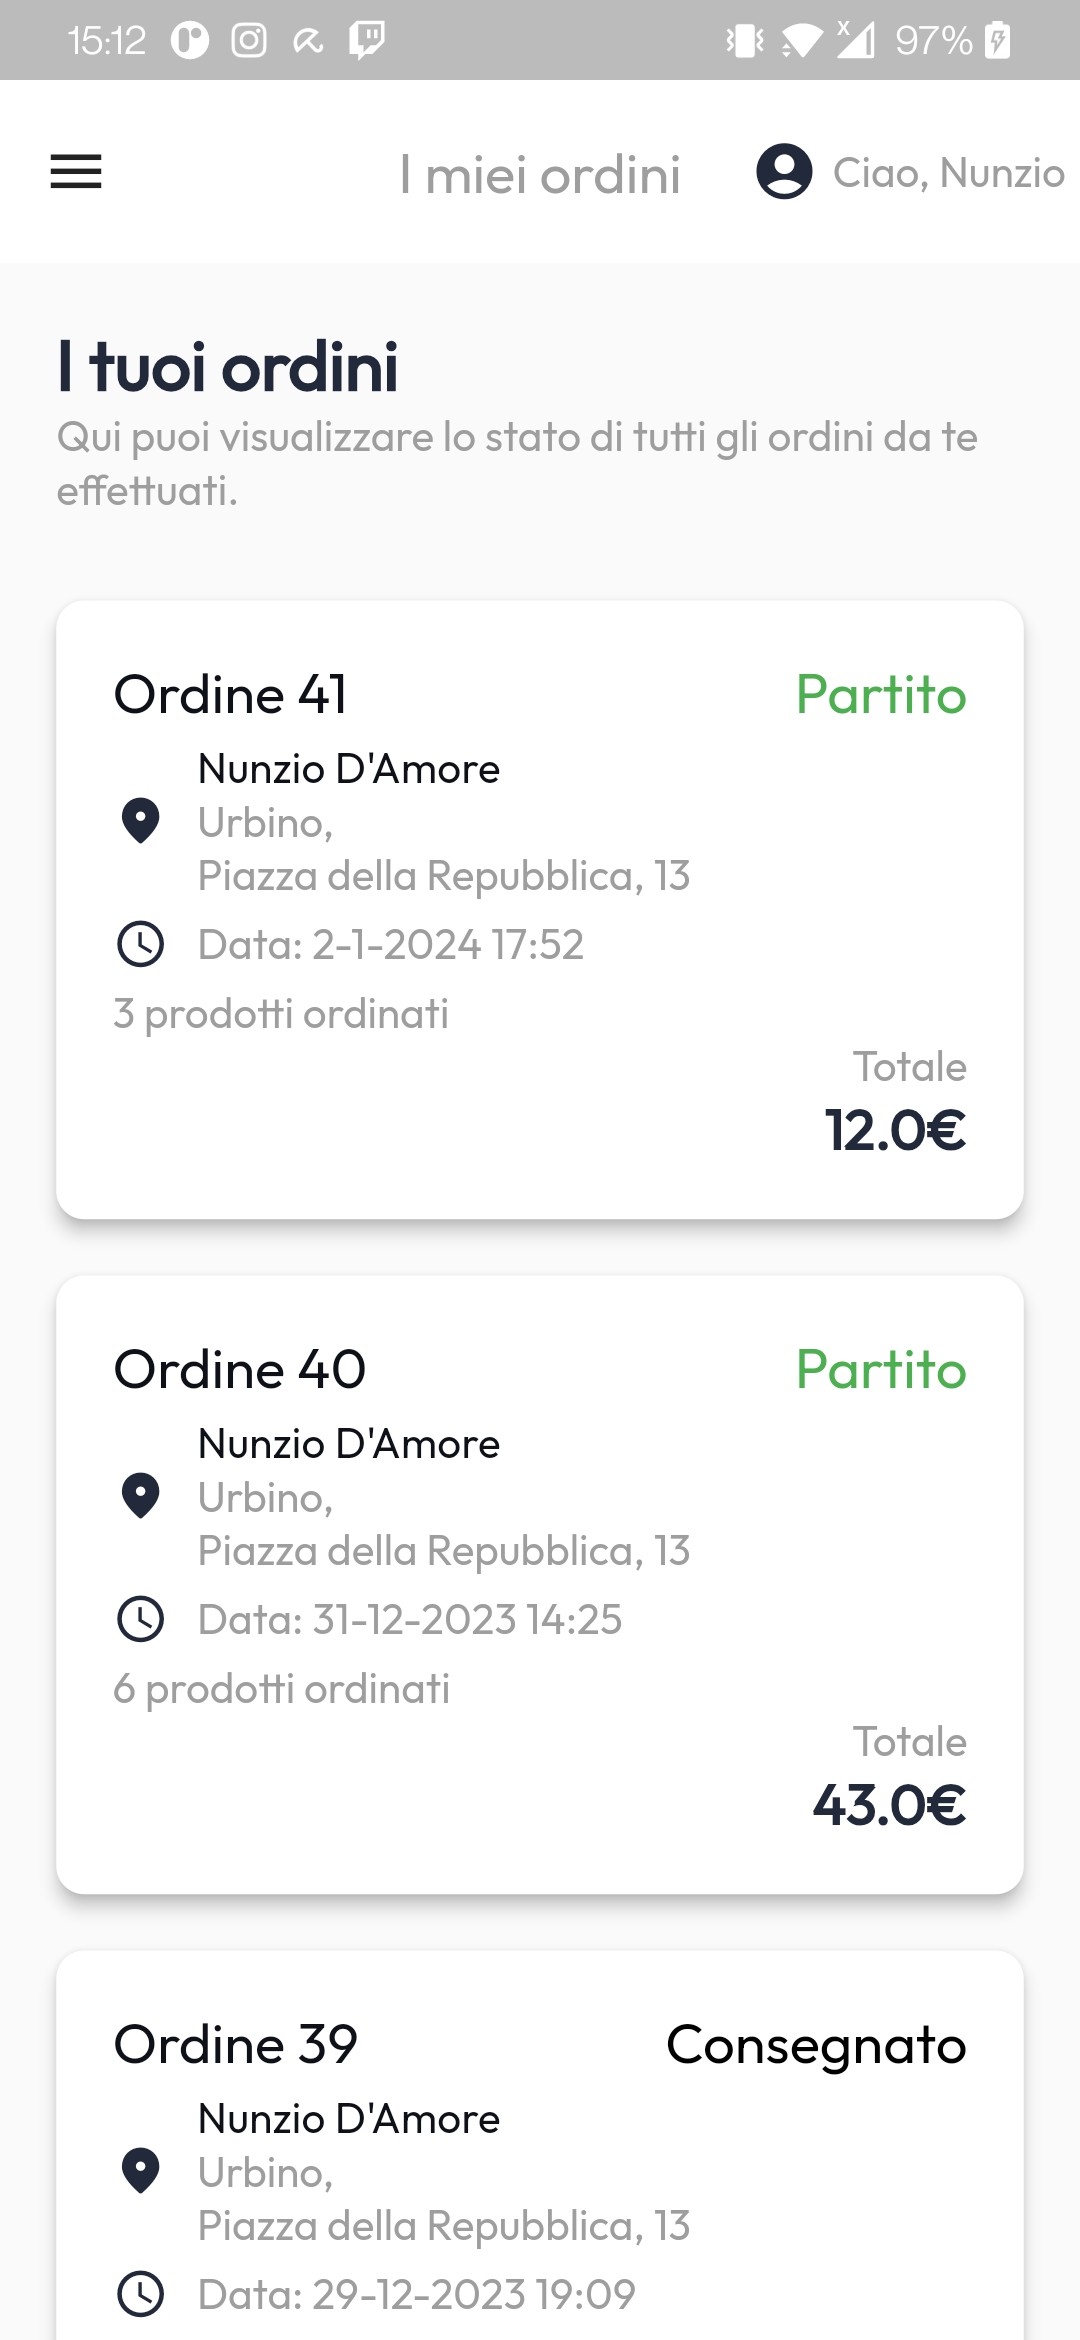 15:12
97%
I miei ordini
Ciao, Nunzio
I tuoi ordini
Qui puoi visualizzare lo stato di tutti gli ordini da te
effettuati.
Ordine 41
Partito
Nunzio D'Amore
Urbino,
Piazza della Repubblica, 13
Data: 2-1-2024 17:52
3 prodotti ordinati
Totale
12.0€
Ordine 40
Partito
Nunzio D'Amore
Urbino,
Piazza della Repubblica, 13
Data: 31-12-2023 14:25
6 prodotti ordinati
Totale
43.0€
Ordine 39
Consegnato
Nunzio D'Amore
Urbino,
Piazza della Repubblica, 13
Data: 29-12-2023 19:09